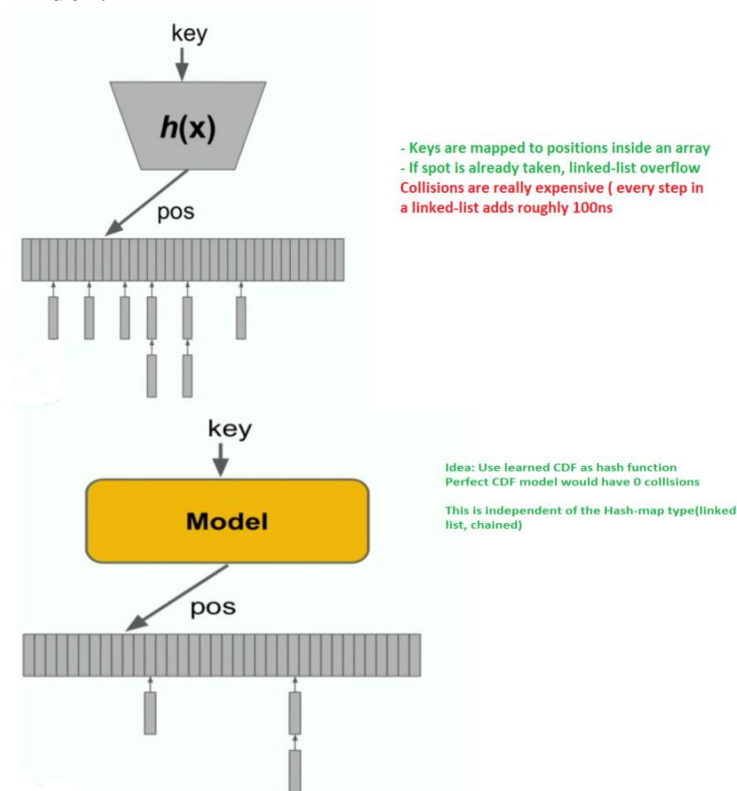 key
h(x)
- Keys are mapped to positions inside an array
- If spot is already taken, linked-list overflow
Collisions are really expensive ( every step in
a linked-list adds roughly 100ns
pos
key
Idea: Use learned CDF as hash function
Perfect CDF model would have 0 collisions
Model
This is independent of the Hash-map type(linked
list, chained)
pos